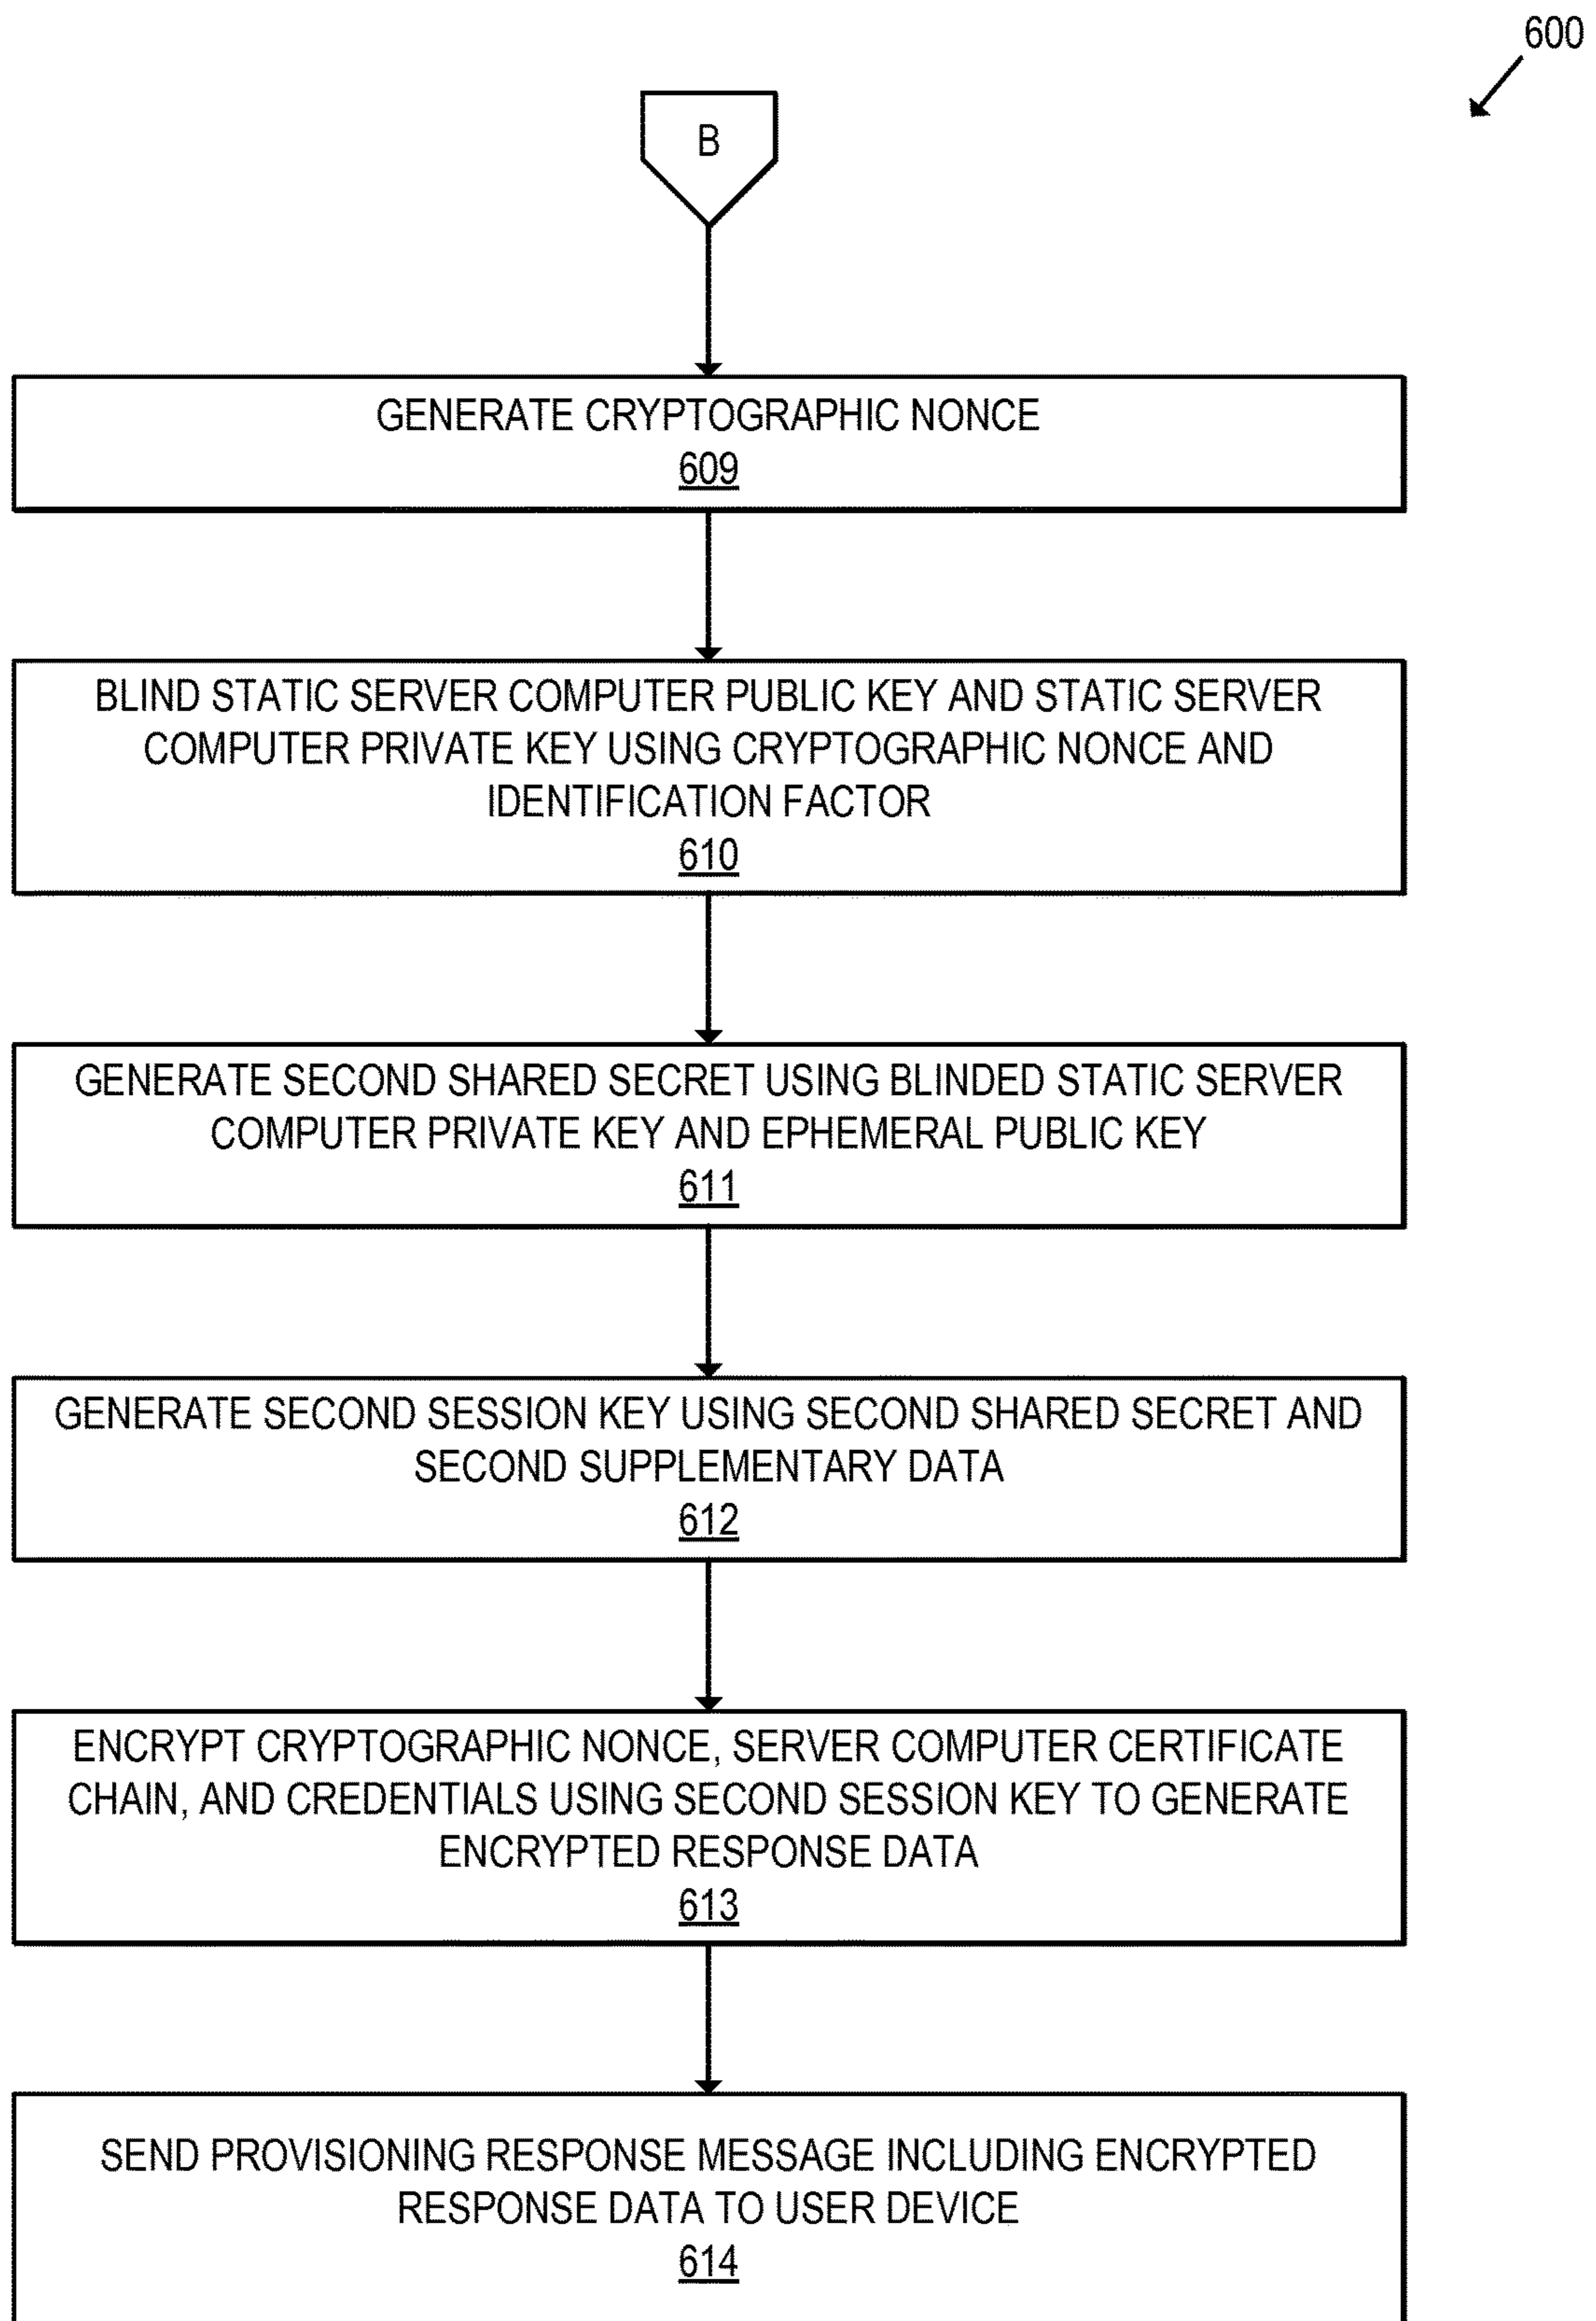 600
B
GENERATE CRYPTOGRAPHIC NONCE
609
BLIND STATIC SERVER COMPUTER PUBLIC KEY AND STATIC SERVER
COMPUTER PRIVATE KEY USING CRYPTOGRAPHIC NONCE AND
IDENTIFICATION FACTOR
610
GENERATE SECOND SHARED SECRET USING BLINDED STATIC SERVER
COMPUTER PRIVATE KEY AND EPHEMERAL PUBLIC KEY
611
GENERATE SECOND SESSION KEY USING SECOND SHARED SECRET AND
SECOND SUPPLEMENTARY DATA
612
ENCRYPT CRYPTOGRAPHIC NONCE, SERVER COMPUTER CERTIFICATE
CHAIN, AND CREDENTIALS USING SECOND SESSION KEY TO GENERATE
ENCRYPTED RESPONSE DATA
613
SEND PROVISIONING RESPONSE MESSAGE INCLUDING ENCRYPTED
RESPONSE DATA TO USER DEVICE
614